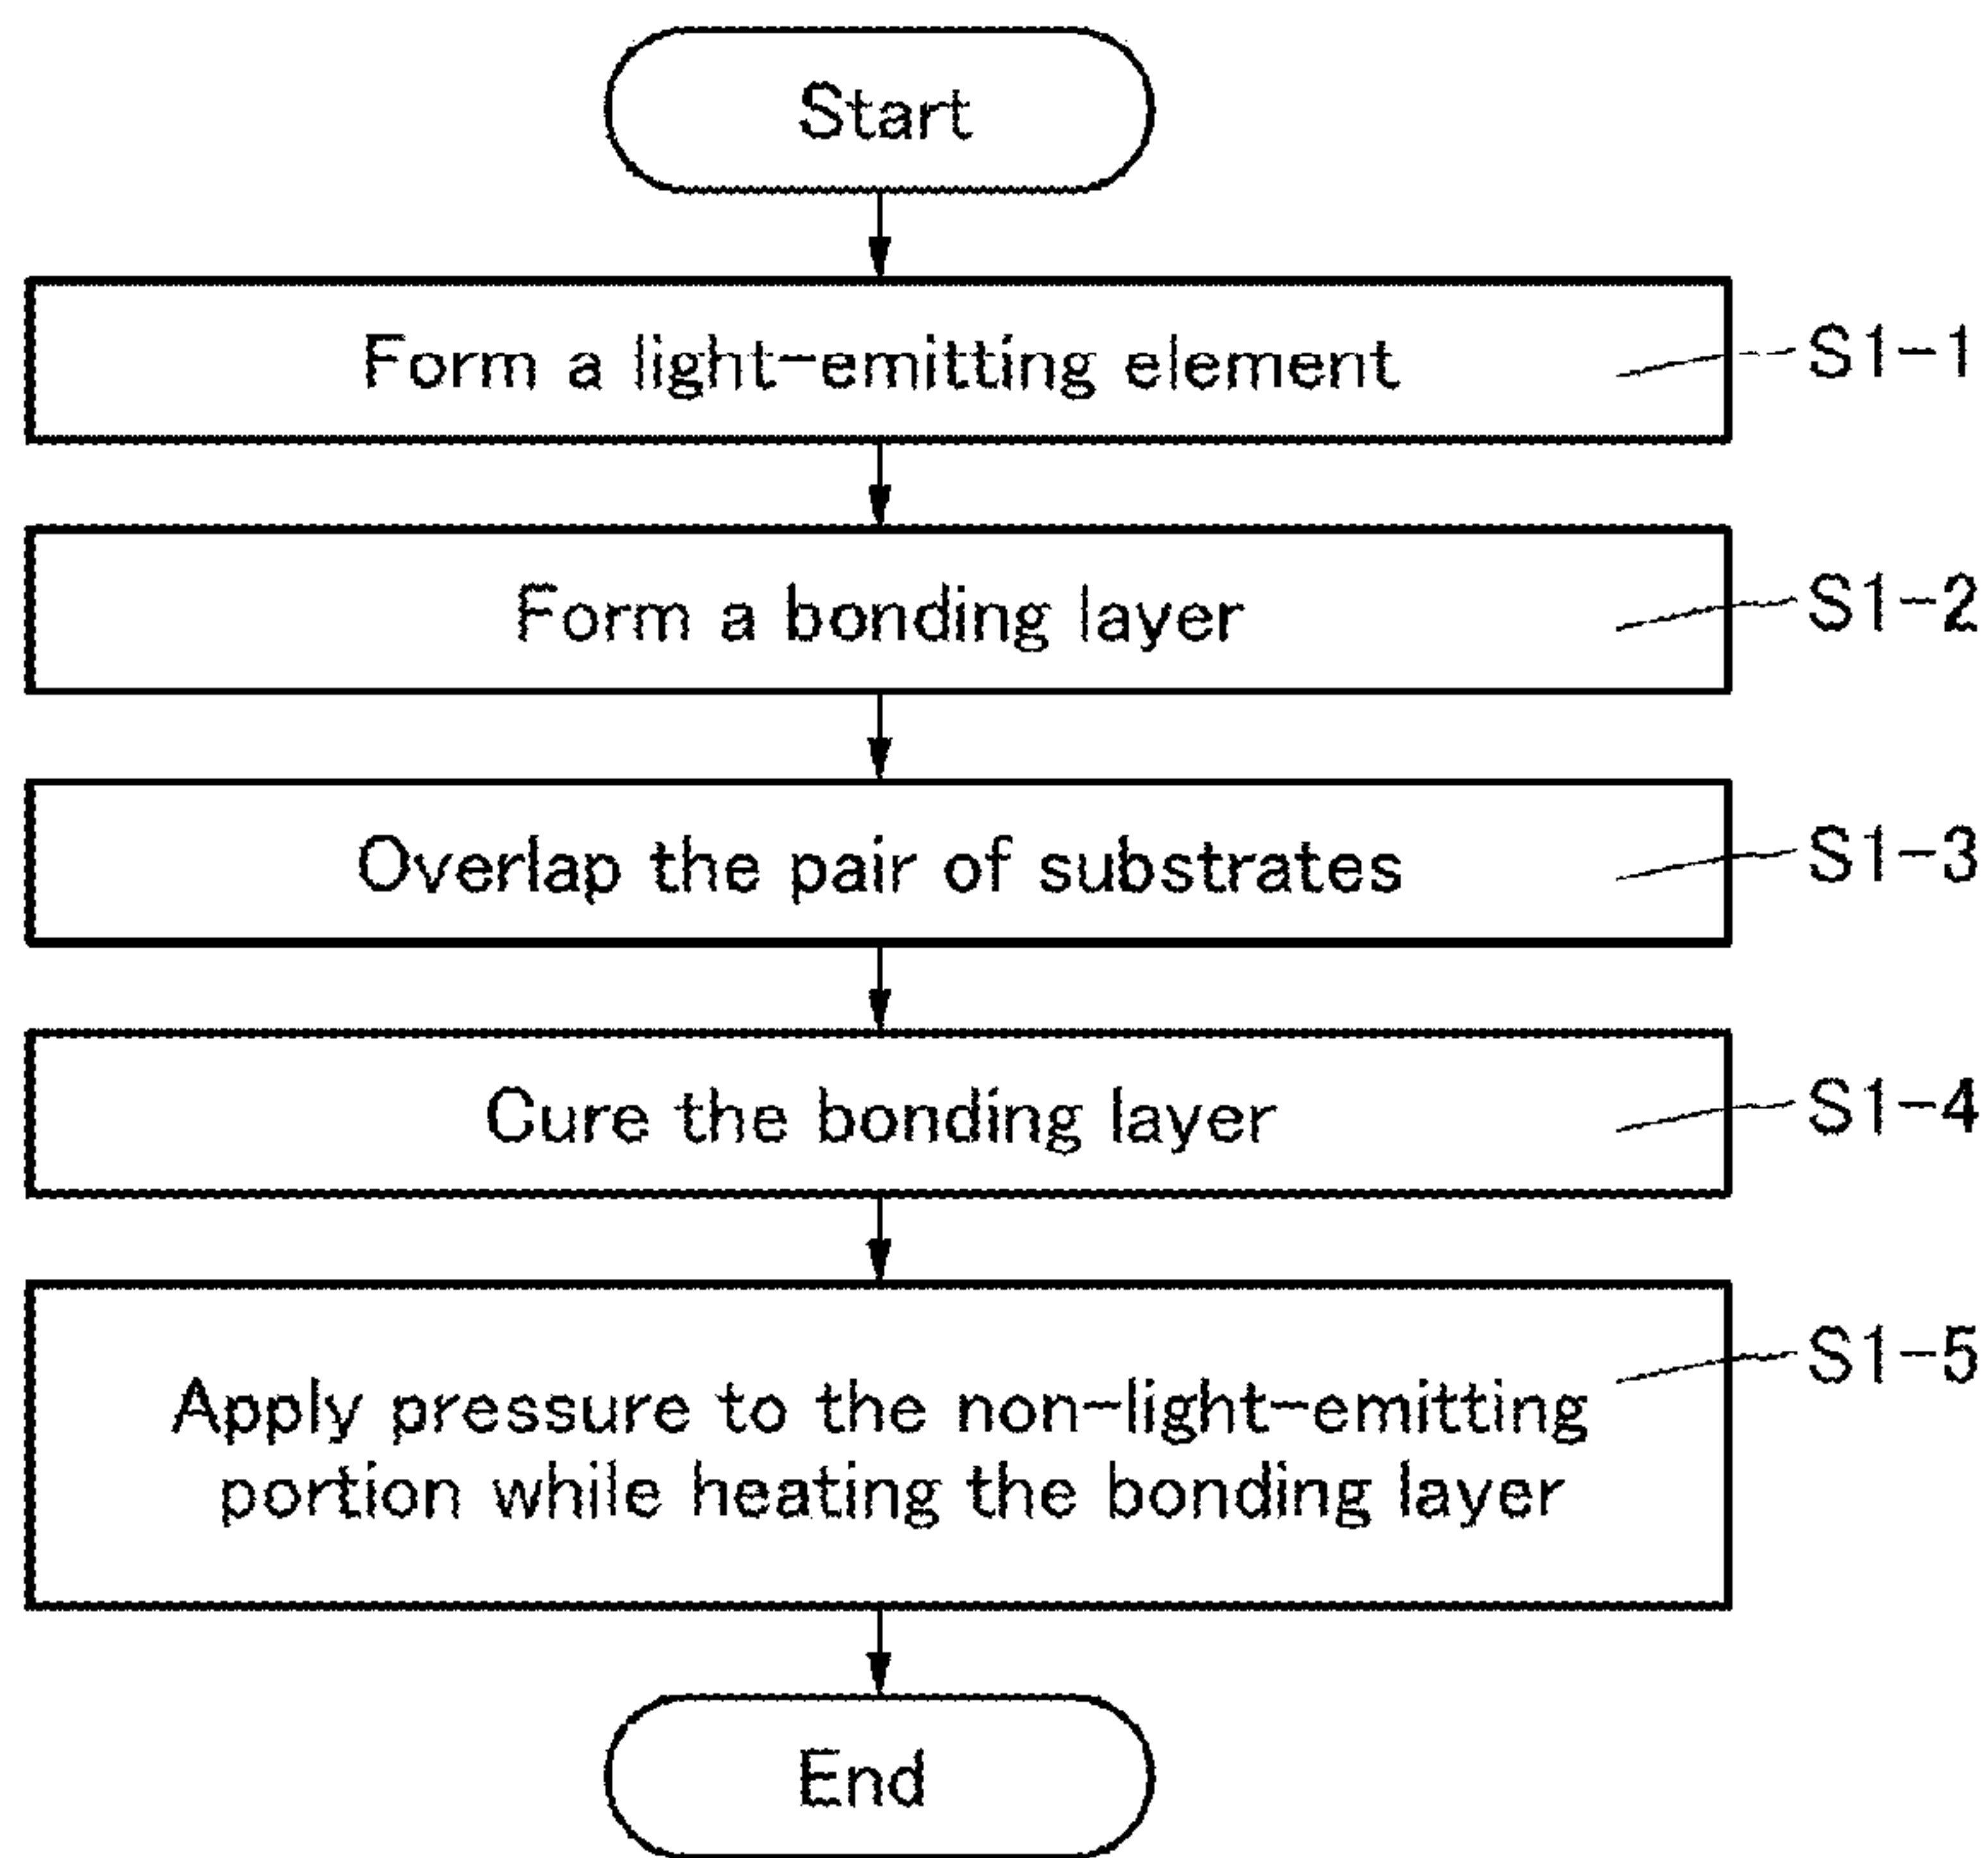 Start
Form a light-emitting element
S1-1
Form a bonding layer
S1-2
Overlap the pair of substrates
S1-3
Cure the bonding layer
S1-4
Apply pressure to the non-light-emitting
portion while heating the bonding layer
S1-5
End